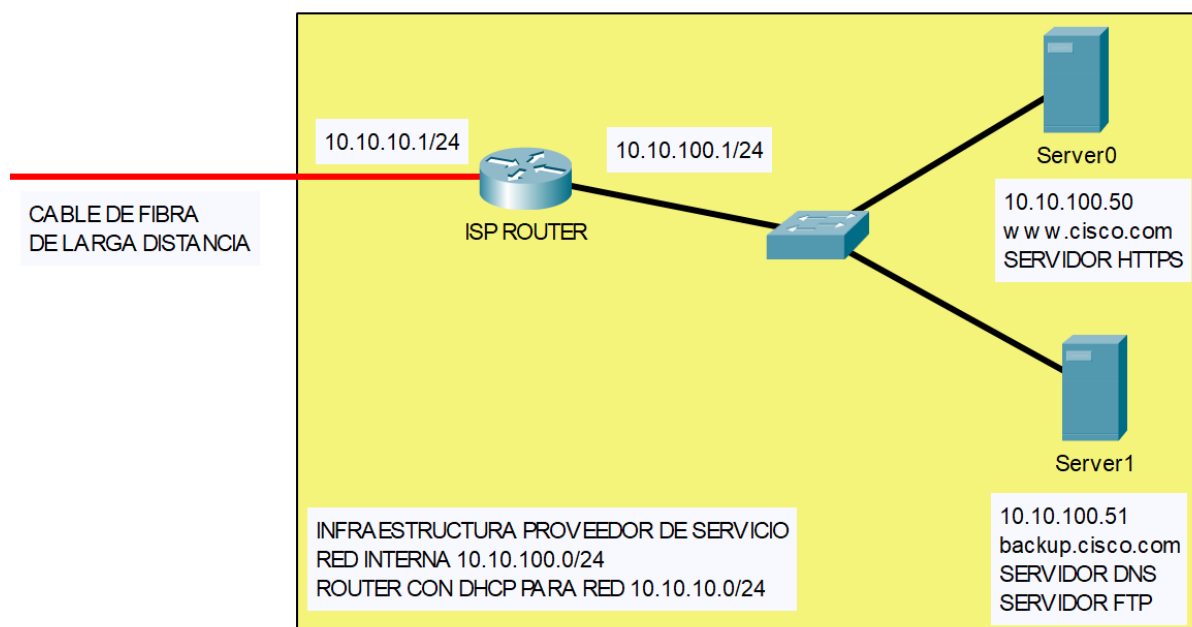 10.10.10.1/24
10.10.100.1/24
CABLE DE FIBRA
DE LARGA DISTANCIA
ISP ROUTER
Server0
10.10.100.50
www.cisco.com
SERVIDOR HTTPS
Server1
10.10.100.51
backup.cisco.com
SERVIDOR DNS
SERVIDOR FTP
INFRAESTRUCTURA PROVEEDOR DE SERVICIO
RED INTERNA 10.10.100.0/24
ROUTER CON DHCP PARA RED 10.10.10.0/24